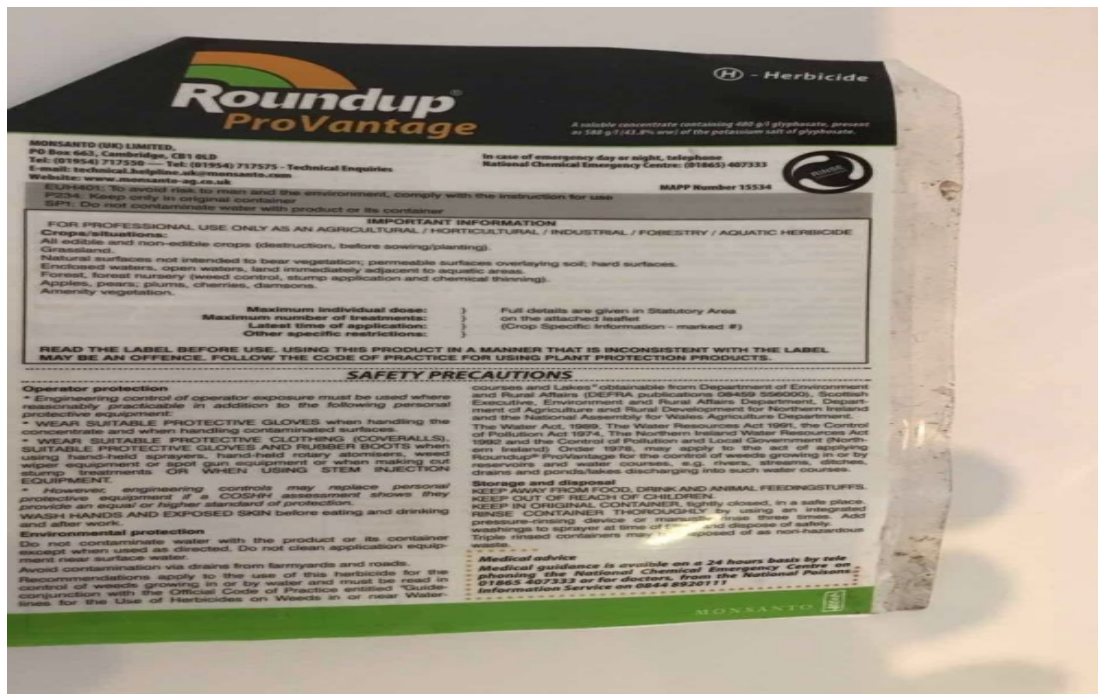 Roundup®
ProVantage
H - Herbicide
A soluble concentrate containing 480 g/l glyphosate, present
as 588 g/l (43.8% ww) of the potassium salt of glyphosate.
MONSANTO (UK) LIMITED,
PO Box 663, Cambridge, CB1 0LD
Tel: (01954) 717550 — Tel: (01954) 717575 - Technical Enquiries
E-mail: technical.helpline.uk@monsanto.com
Website: www.monsanto-ag.co.uk
In case of emergency day or night, telephone
National Chemical Emergency Centre: (01865) 407333
MAPP Number 15534
RINSE
EUH401: To avoid risk to man and the environment, comply with the instruction for use
P234: Keep only in original container
SP1: Do not contaminate water with product or its container
IMPORTANT INFORMATION
FOR PROFESSIONAL USE ONLY AS AN AGRICULTURAL / HORTICULTURAL / INDUSTRIAL / FOBESTRY / AQUATIC HERBICIDE
Crops/situations:
All edible and non-edible crops (destruction, before sowing/planting).
Grassland.
Natural surfaces not intended to bear vegetation; permeable surfaces overlaying soil; hard surfaces.
Enclosed waters, open waters, land immediately adjacent to aquatic areas.
Forest, forest nursery (weed control, stump application and chemical thinning).
Apples, pears; plums, cherries, damsons.
Amenity vegetation.
Maximum individual dose: } Full details are given in Statutory Area
Maximum number of treatments: } on the attached leaflet
Latest time of application: } (Crop Specific Information - marked #)
Other specific restrictions: }
READ THE LABEL BEFORE USE. USING THIS PRODUCT IN A MANNER THAT IS INCONSISTENT WITH THE LABEL
MAY BE AN OFFENCE. FOLLOW THE CODE OF PRACTICE FOR USING PLANT PROTECTION PRODUCTS.
SAFETY PRECAUTIONS
Operator protection
* Engineering control of operator exposure must be used where
reasonably practicable in addition to the following personal
protective equipment:
* WEAR SUITABLE PROTECTIVE GLOVES when handling the
concentrate and when handling contaminated surfaces
* WEAR SUITABLE PROTECTIVE CLOTHING (COVERALLS),
SUITABLE PROTECTIVE GLOVES AND RUBBER BOOTS when
using hand-held sprayers, hand-held rotary atomisers, weed
wiper equipment or spot gun equipment or when making cut
stump treatments OR WHEN USING STEM INJECTION
EQUIPMENT.
* However, engineering controls may replace personal
protective equipment if a COSHH assessment shows they
provide an equal or higher standard of protection.
WASH HANDS AND EXPOSED SKIN before eating and drinking
and after work.
Environmental protection
Do not contaminate water with the product or its container
except when used as directed. Do not clean application equip-
ment near surface water.
Avoid contamination via drains from farmyards and roads.
Recommendations apply to the use of this herbicide for the
control of weeds growing in or by water and must be read in
conjunction with the Official Code of Practice entitled "Guide-
lines for the Use of Herbicides on Weeds in or near Water-
courses and Lakes" obtainable from Department of Environment
and Rural Affairs (DEFRA publications 08459 556000), Scottish
Executive, Environment and Rural Affairs Department, Depart-
ment of Agriculture and Rural Development for Northern Ireland
and the National Assembly for Wales Agriculture Department.
The Water Act, 1989, The Water Resources Act 1991, the Control
of Pollution Act 1974, The Northern Ireland Water Resources Act
1992 and the Control of Pollution and Local Government (North-
ern Ireland) Order 1978, may apply to the act of applying
Roundup® ProVantage for the control of weeds growing in or by
reservoirs and water courses, e.g. rivers, streams, ditches,
drains and ponds/lakes discharging into such water courses.
Storage and disposal
KEEP AWAY FROM FOOD, DRINK AND ANIMAL FEEDINGSTUFFS.
KEEP OUT OF REACH OF CHILDREN.
KEEP IN ORIGINAL CONTAINER, tightly closed, in a safe place.
RINSE CONTAINER THOROUGHLY by using an integrated
pressure-rinsing device or rinse three times. Add
washings to sprayer at time of and dispose of safely.
Triple rinsed containers may disposed of as non-hazardous
waste.
Medical advice
Medical guidance is avaible on a 24 hours basis by tele
phoning the National Chemical Emergency Centre on
01865 407333 or for doctors, from the National Poisons
Information Service on 0844 8920111
MONSANTO